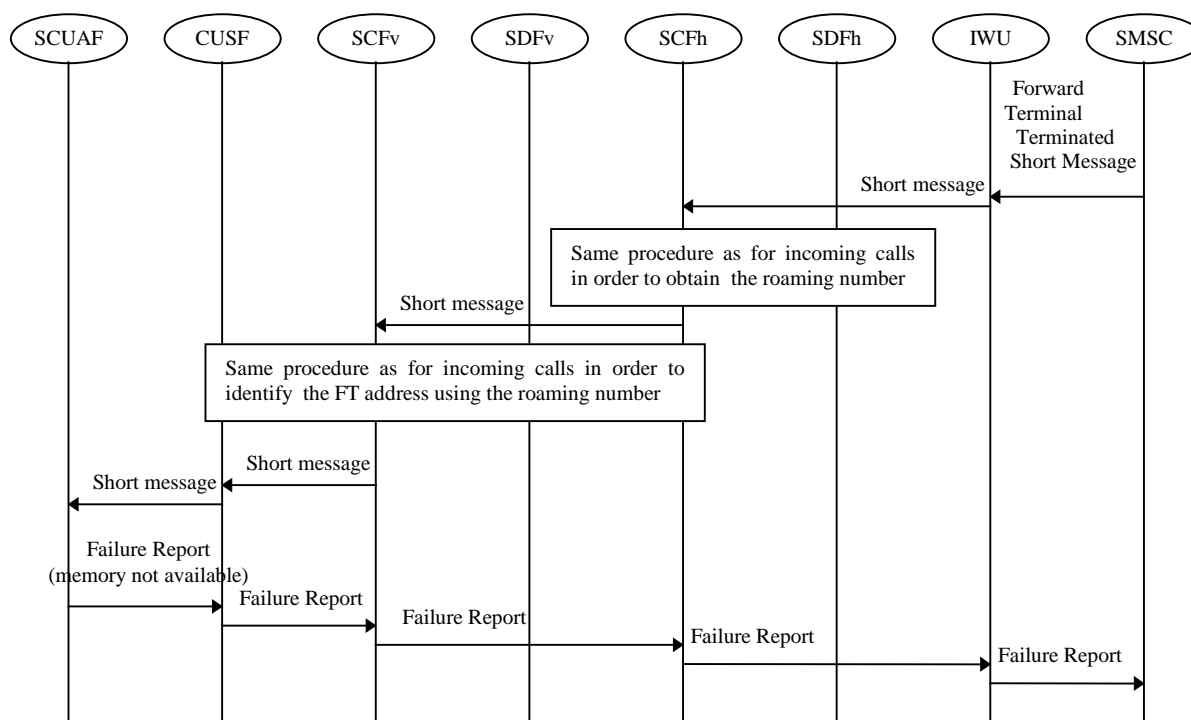 SCUAF CUSF SCFv SDFv SCFh SDFh IWU SMSC
Forward
Terminal
Terminated
Short Message
Short message
Same procedure as for incoming calls
in order to obtain the roaming number
Short message
Same procedure as for incoming calls in order to
identify the FT address using the roaming number
Short message
Short message
Failure Report
(memory not available)
Failure Report
Failure Report
Failure Report
Failure Report